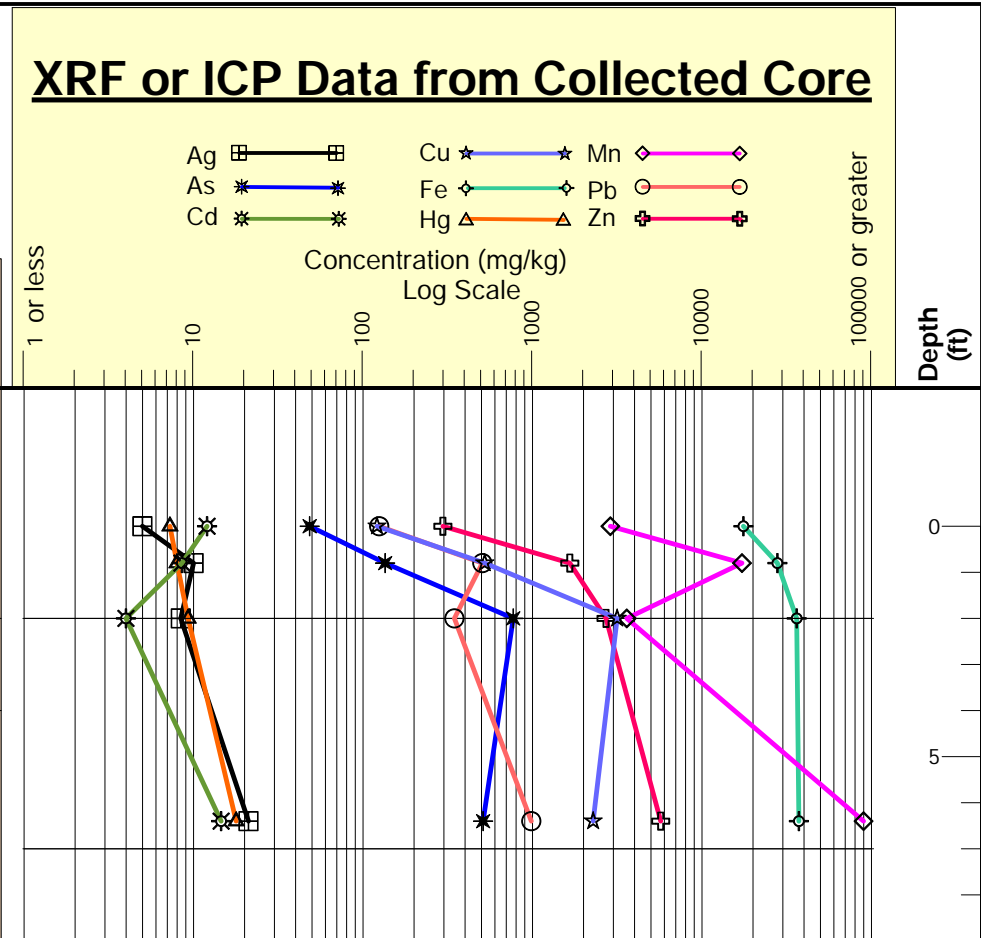 XRF or ICP Data from Collected Core
Ag
Cu
Mn
As
Fe
Pb
Cd
Hg
Zn
Concentration (mg/kg)
Log Scale
1 or less
10
100
1000
10000
100000 or greater
Depth
(ft)
0
5